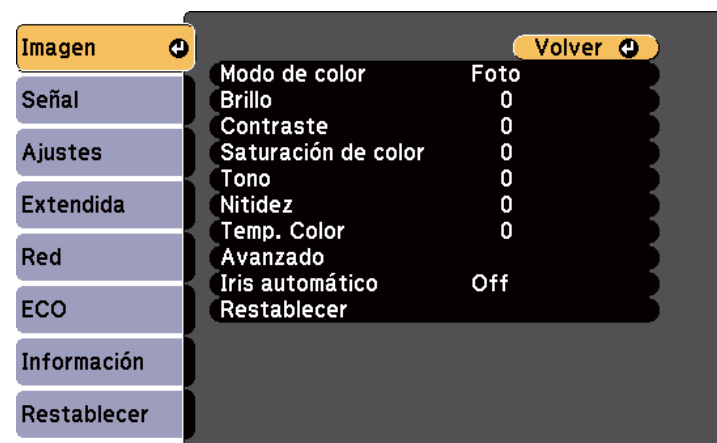 Imagen
Señal
Ajustes
Extendida
Red
ECO
Información
Restablecer
Volver
Modo de color Foto
Brillo 0
Contraste 0
Saturación de color 0
Tono 0
Nitidez 0
Temp. Color 0
Avanzado
Iris automático Off
Restablecer